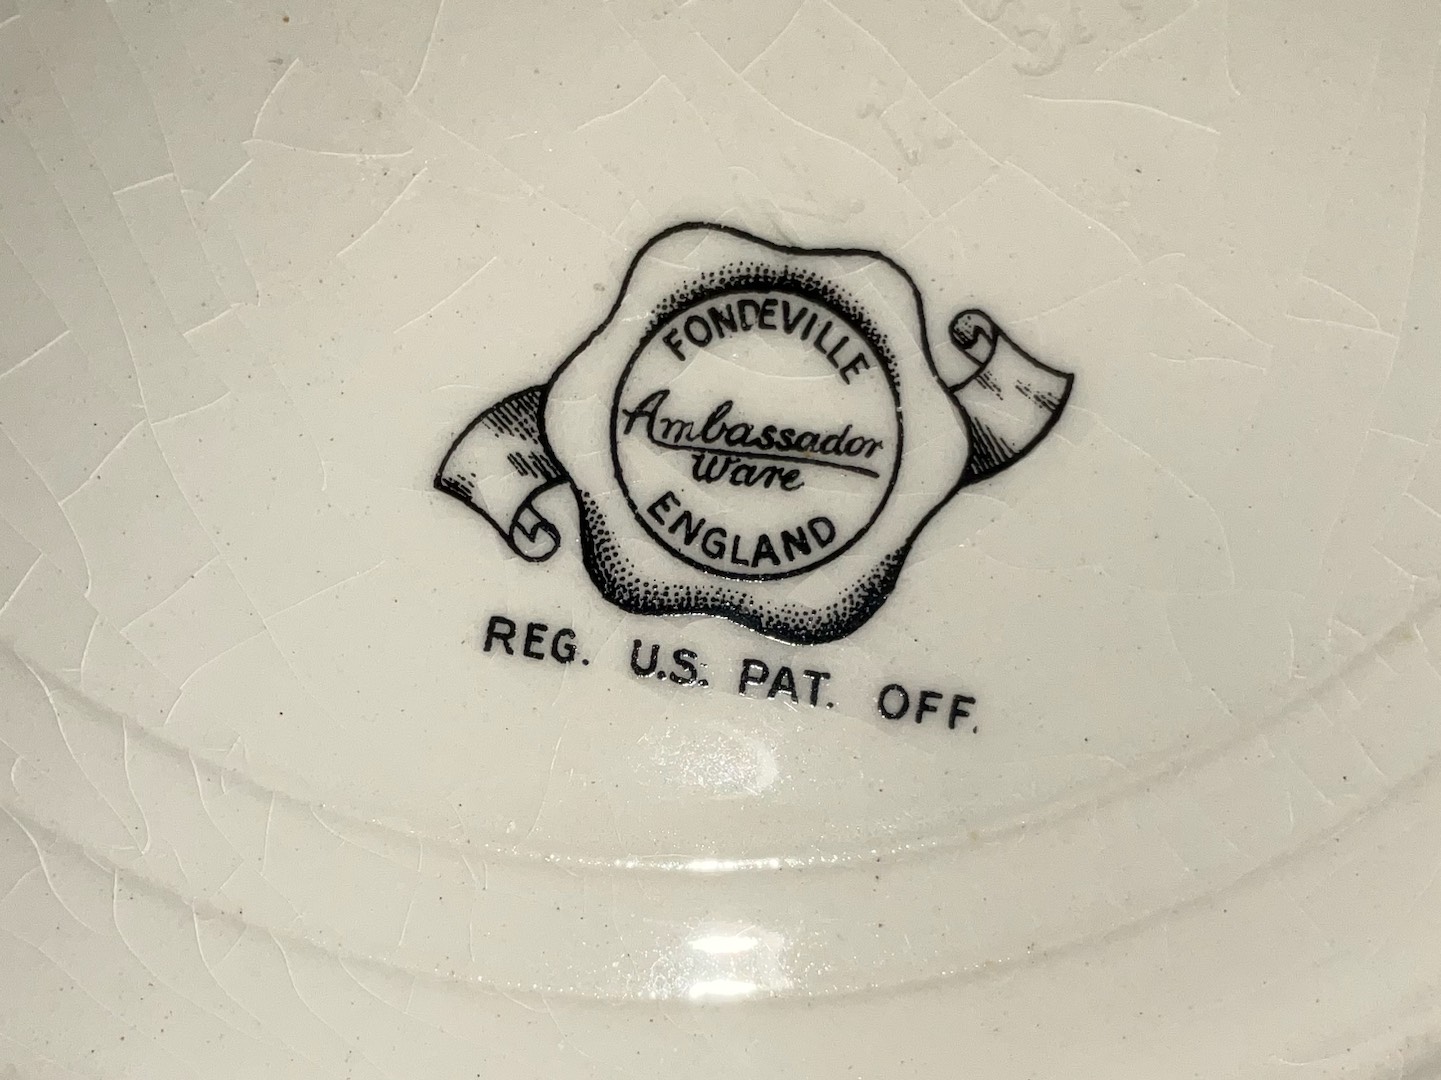 FONDEVILLE
Ambassador
Ware
ENGLAND
REG. U.S. PAT. OFF.